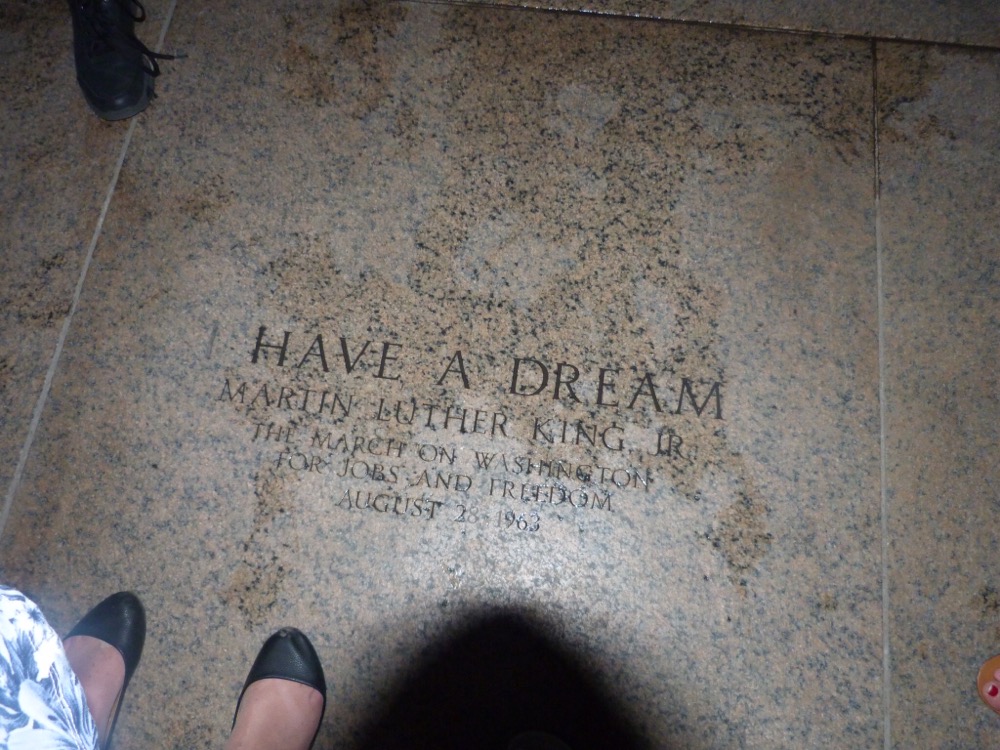 I HAVE A DREAM
MARTIN LUTHER KING, JR.
THE MARCH ON WASHINGTON
FOR JOBS AND FREEDOM
AUGUST 28, 1963